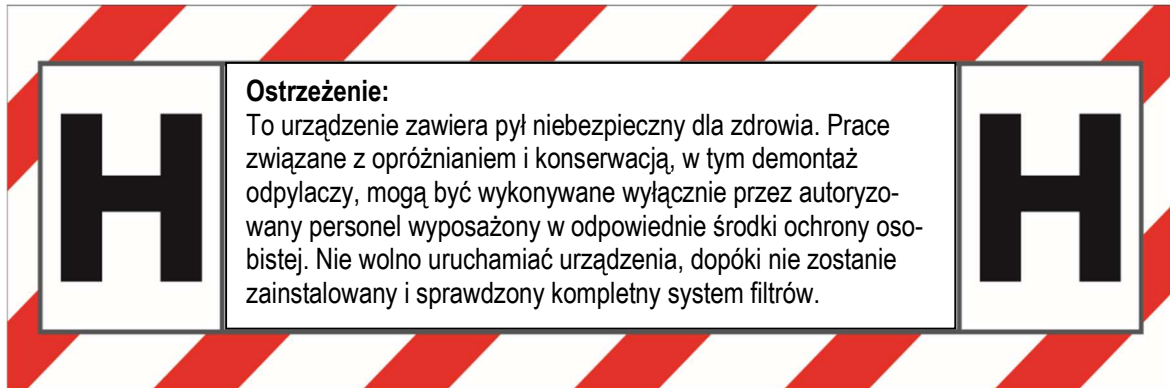 H
Ostrzeżenie:
To urządzenie zawiera pył niebezpieczny dla zdrowia. Prace
związane z opróżnianiem i konserwacją, w tym demontaż
odpylaczy, mogą być wykonywane wyłącznie przez autoryzo-
wany personel wyposażony w odpowiednie środki ochrony oso-
bistej. Nie wolno uruchamiać urządzenia, dopóki nie zostanie
zainstalowany i sprawdzony kompletny system filtrów.
H